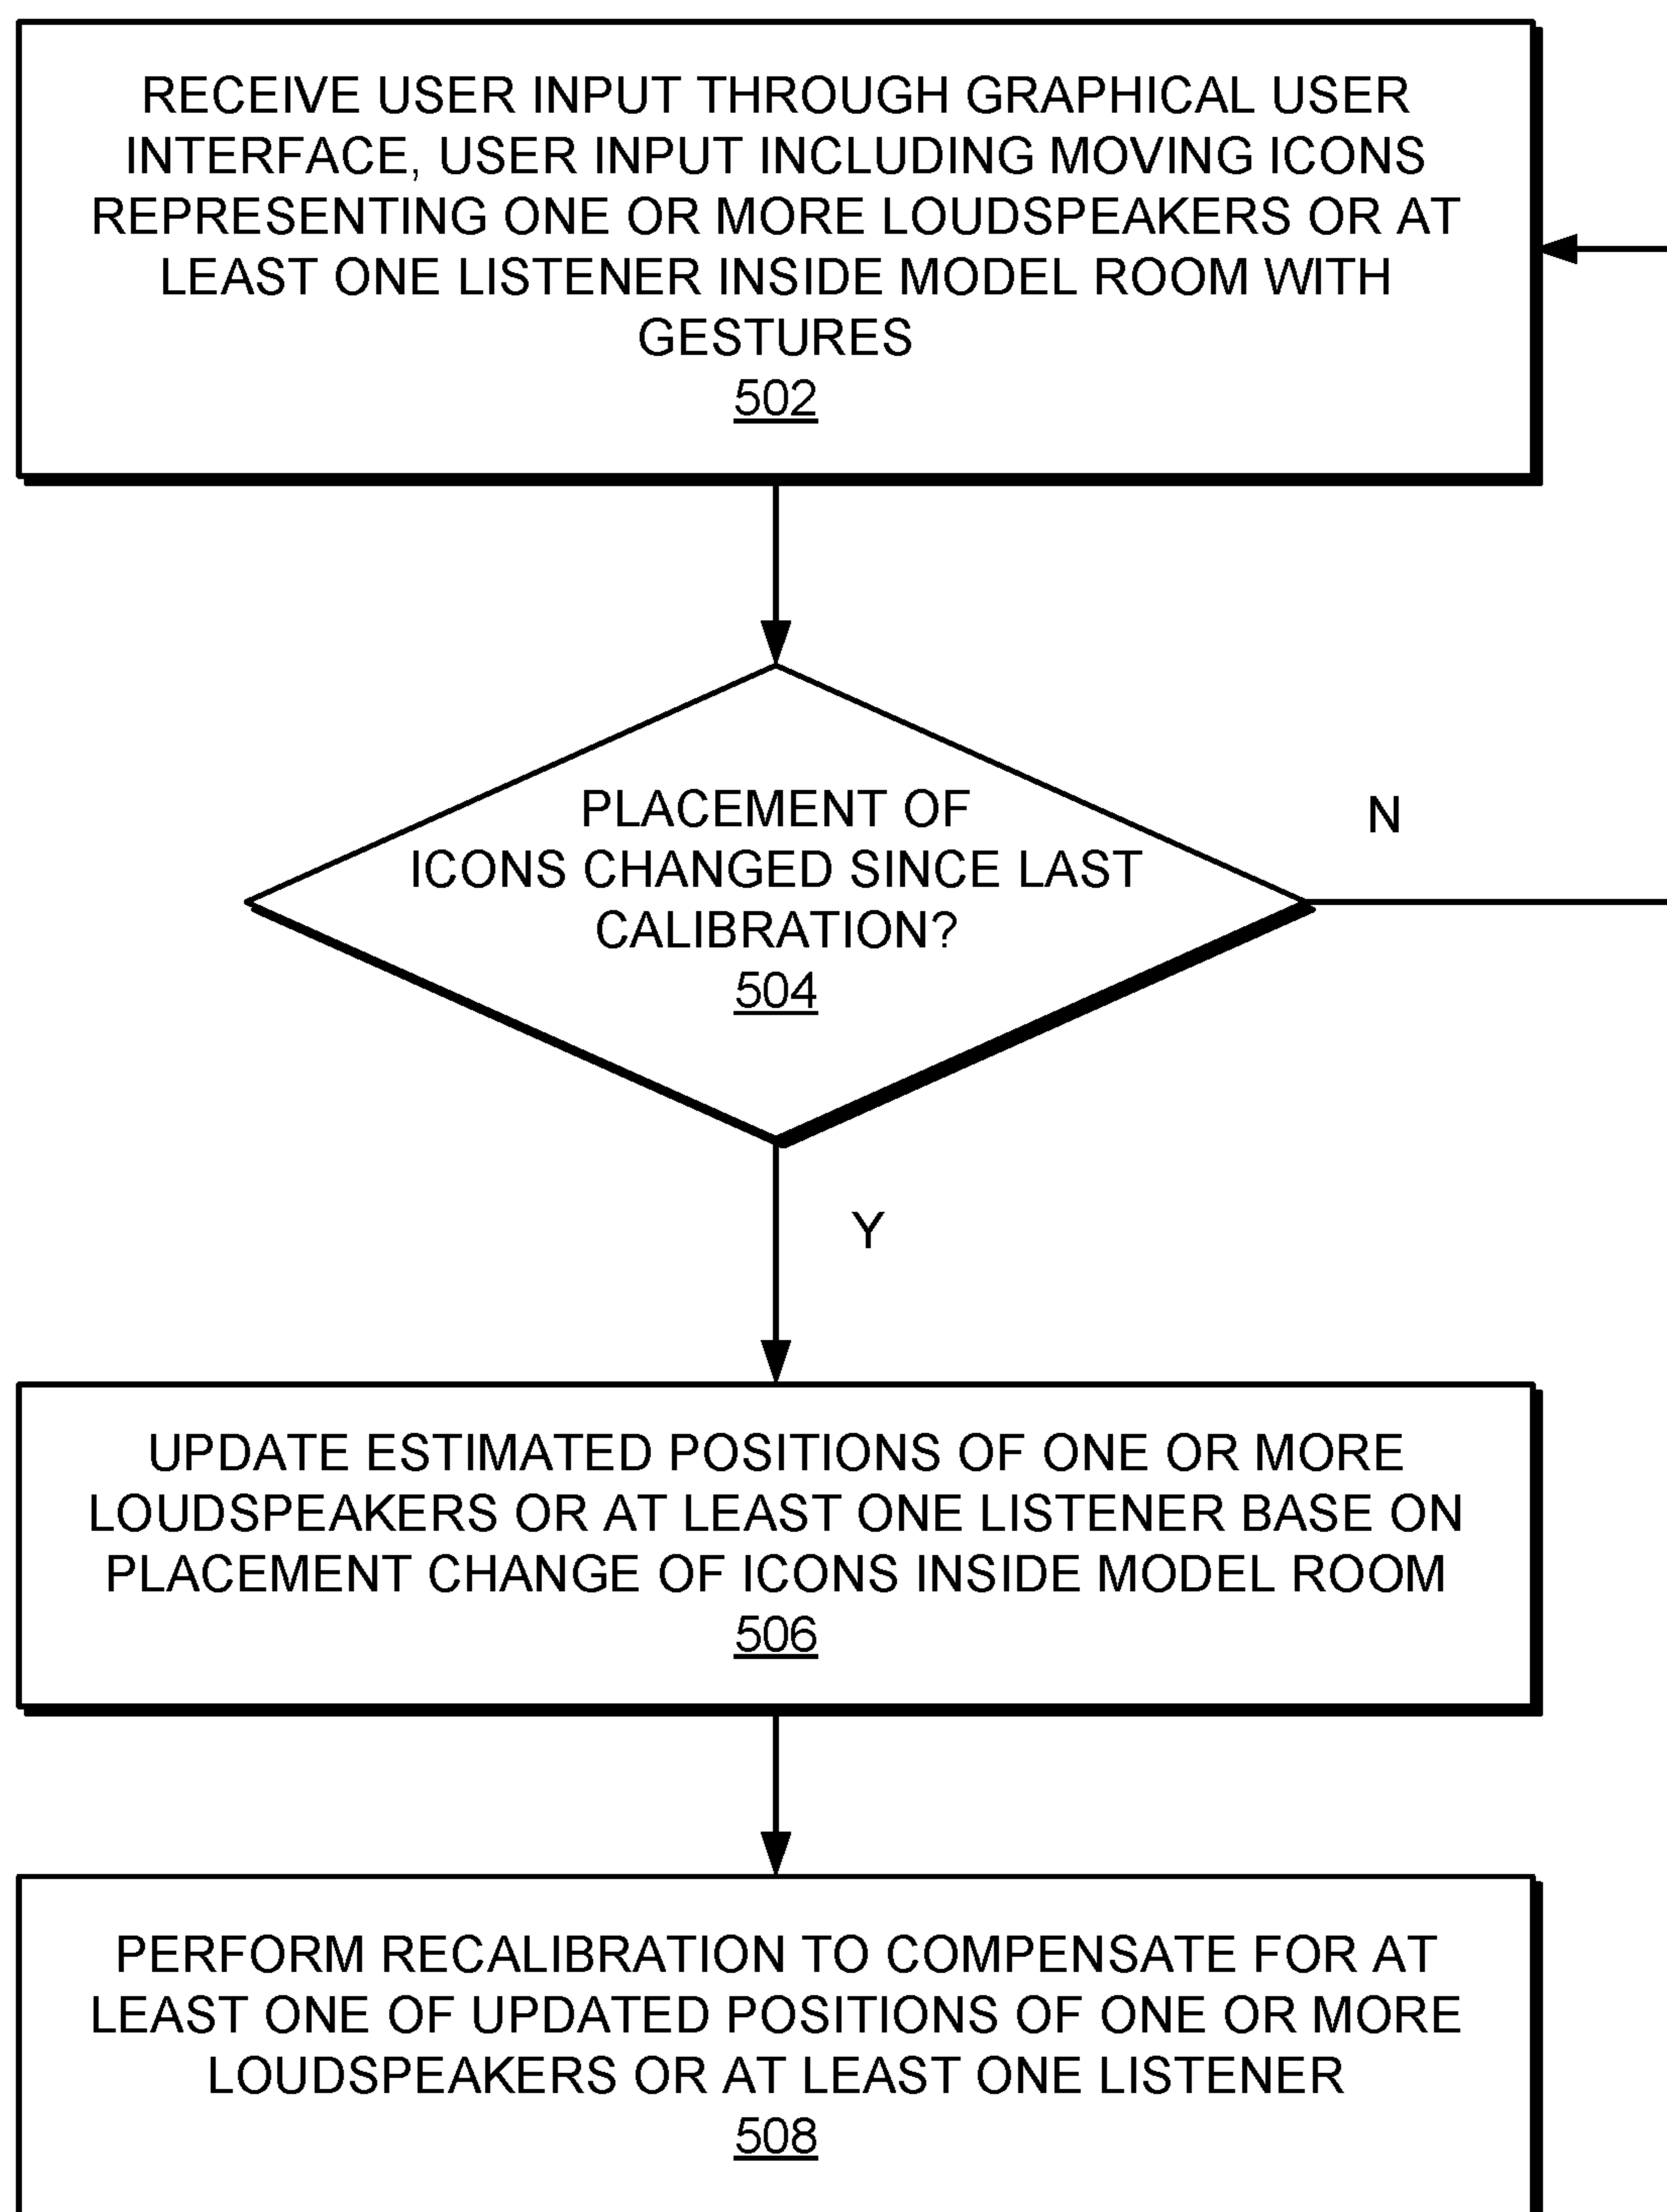 RECEIVE USER INPUT THROUGH GRAPHICAL USER
INTERFACE, USER INPUT INCLUDING MOVING ICONS
REPRESENTING ONE OR MORE LOUDSPEAKERS OR AT
LEAST ONE LISTENER INSIDE MODEL ROOM WITH
GESTURES
502
PLACEMENT OF
ICONS CHANGED SINCE LAST
CALIBRATION?
504
N
Y
UPDATE ESTIMATED POSITIONS OF ONE OR MORE
LOUDSPEAKERS OR AT LEAST ONE LISTENER BASE ON
PLACEMENT CHANGE OF ICONS INSIDE MODEL ROOM
506
PERFORM RECALIBRATION TO COMPENSATE FOR AT
LEAST ONE OF UPDATED POSITIONS OF ONE OR MORE
LOUDSPEAKERS OR AT LEAST ONE LISTENER
508